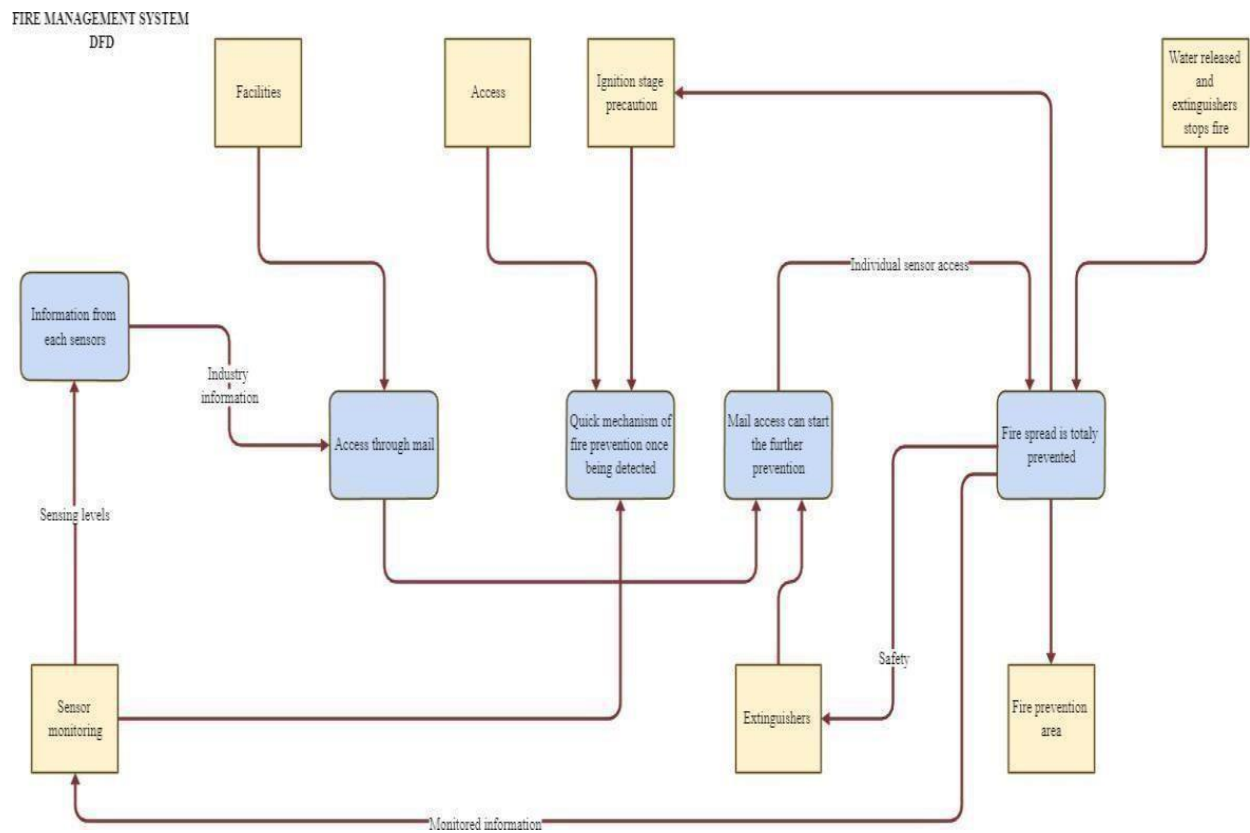 FIRE MANAGEMENT SYSTEM
DFD
Facilities
Access
Ignition stage
precaution
Water released
and
extinguishers
stops fire
Individual sensor access
Information from
each sensors
Industry
information
Access through mail
Quick mechanism of
fire prevention once
being detected
Mail access can start
the further
prevention
Fire spread is totaly
prevented
Sensing levels
Safety
Sensor
monitoring
Extinguishers
Fire prevention
area
Monitored information